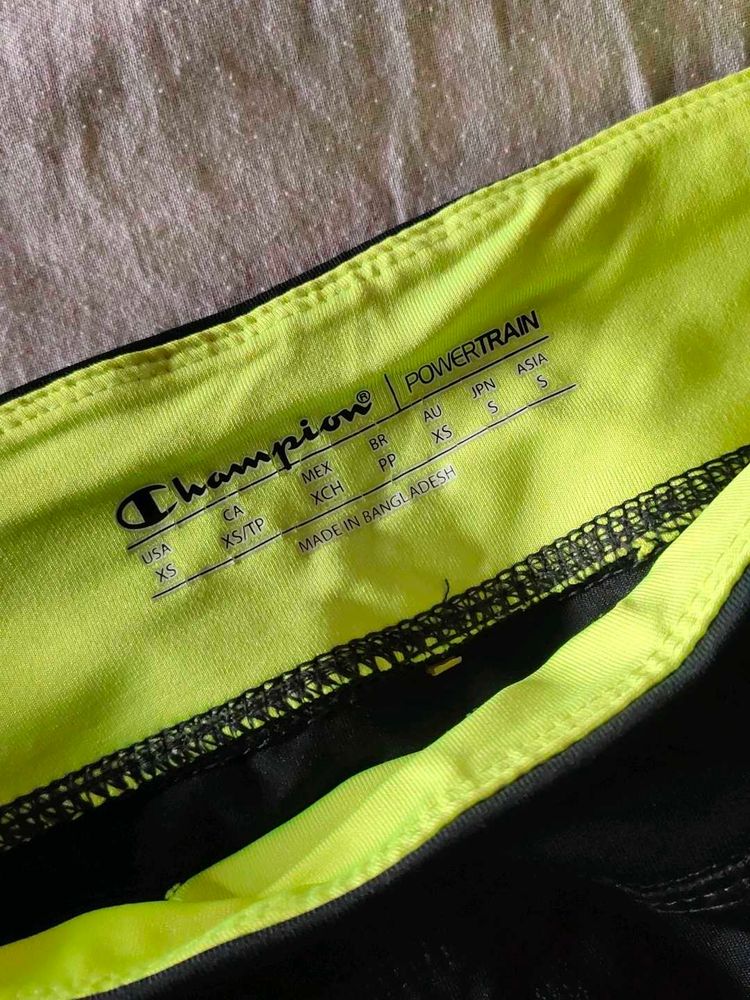 Champion® | POWERTRAIN
USA CA MEX BR AU JPN ASIA
XS XS/TP XCH PP XS S S
MADE IN BANGLADESH